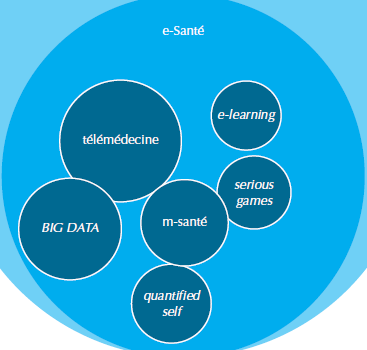 e-Santé
télémédecine
e-learning
serious
games
BIG DATA
m-santé
quantified
self